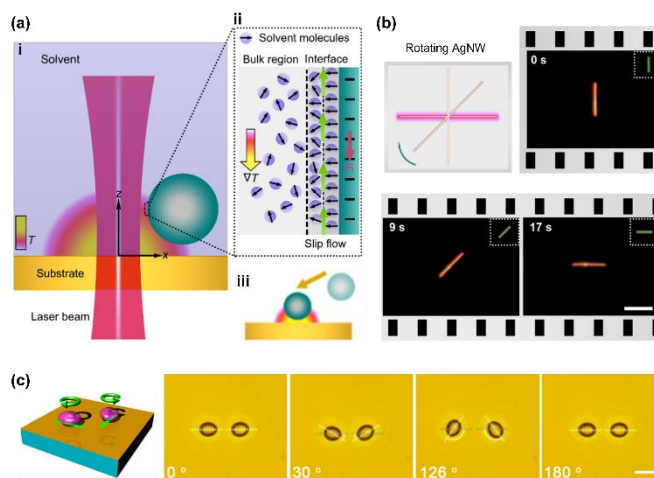 (a)
i
Solvent
z
x
T
Substrate
Laser beam
ii
Solvent molecules
Bulk region Interface
∇T
Slip flow
iii
(b)
Rotating AgNW
0 s
9 s
17 s
(c)
0 °
30 °
126 °
180 °